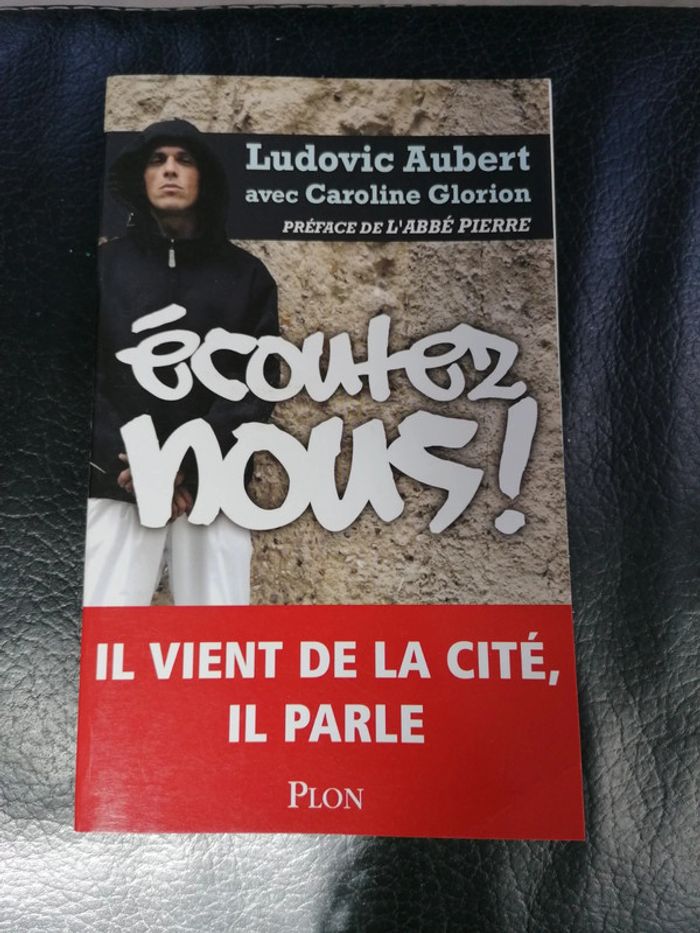 Ludovic Aubert
avec Caroline Glorion
PRÉFACE DE L'ABBÉ PIERRE
écoutez
nous!
IL VIENT DE LA CITÉ,
IL PARLE
PLON